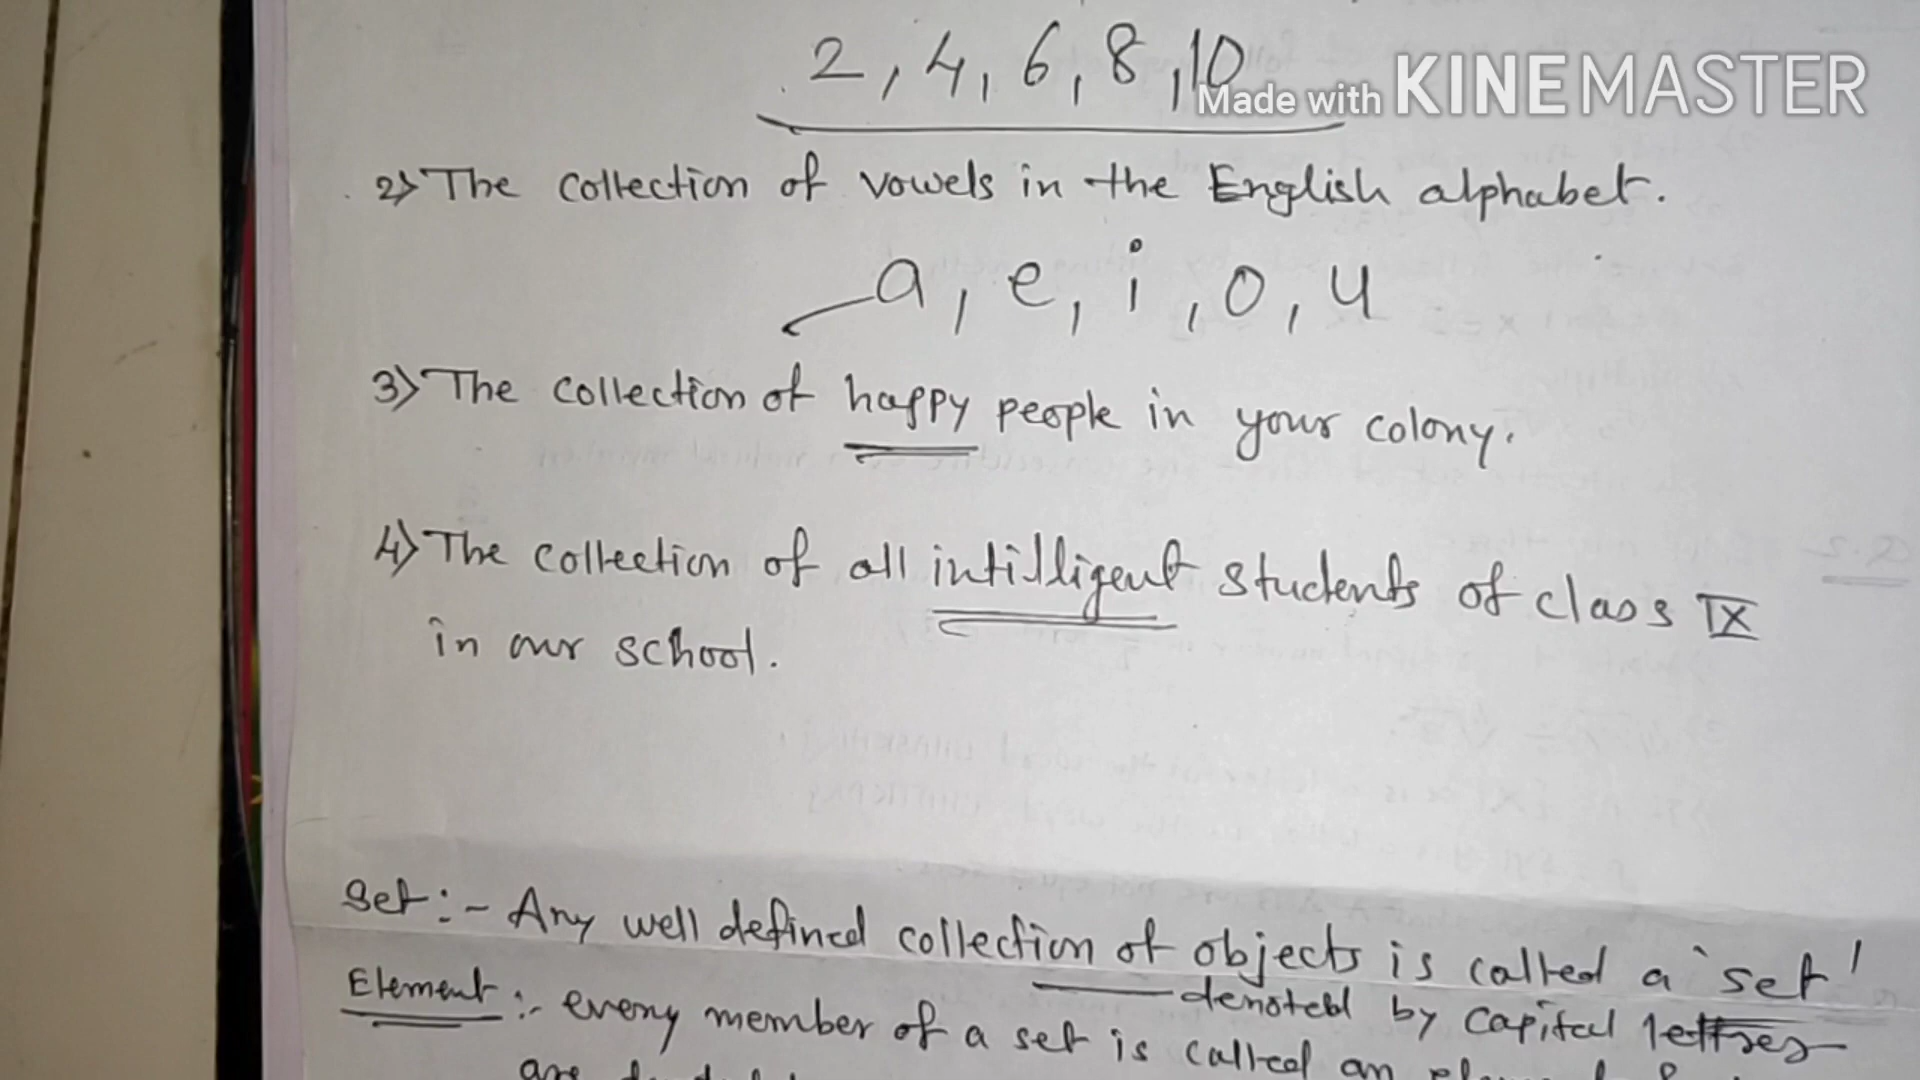 2, 4, 6, 8, 10
Made with KINEMASTER
2) The collection of vowels in the English alphabet.
a, e, i, o, u
3) The collection of happy people in your colony.
4) The collection of all intilligent students of class IX
in our school.
Set :- Any well defined collection of objects is called a 'set'
denoted by capital letters
Element :- every member of a set is called an
are